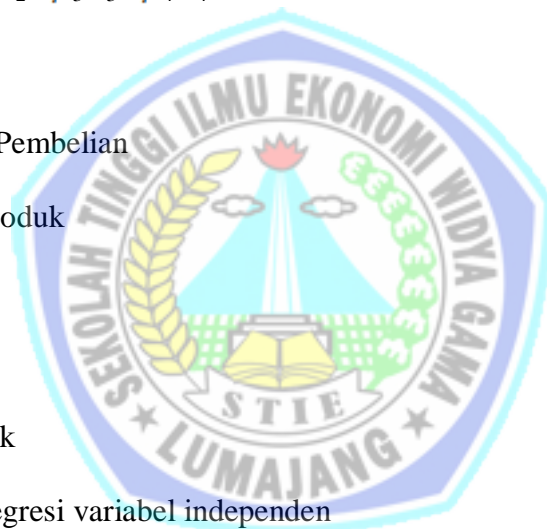 Pembelian
oduk
k
egresi variabel independen
SEKOLAH TINGGI ILMU EKONOMI WIDYA GAMA
STIE
★ LUMAJANG ★